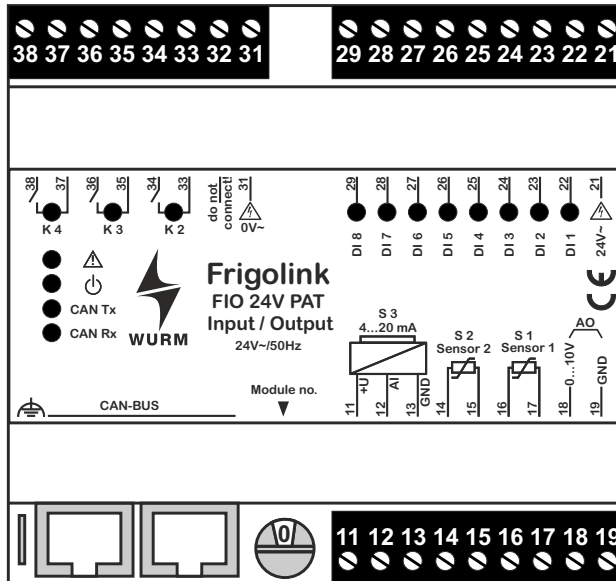 38 37 36 35 34 33 32 31 29 28 27 26 25 24 23 22 21
38 37 36 35 34 33 do not connect! 31 29 28 27 26 25 24 23 22 21
K 4 K 3 K 2 0V~ DI 8 DI 7 DI 6 DI 5 DI 4 DI 3 DI 2 DI 1 24V~
CAN Tx
CAN Rx
WURM
Frigolink
FIO 24V PAT
Input / Output
24V~/50Hz
CE
S 3
4...20 mA
S 2
Sensor 2
S 1
Sensor 1
AO
+U AI GND 0...10V GND
11 12 13 14 15 16 17 18 19
CAN-BUS
Module no.
0
11 12 13 14 15 16 17 18 19